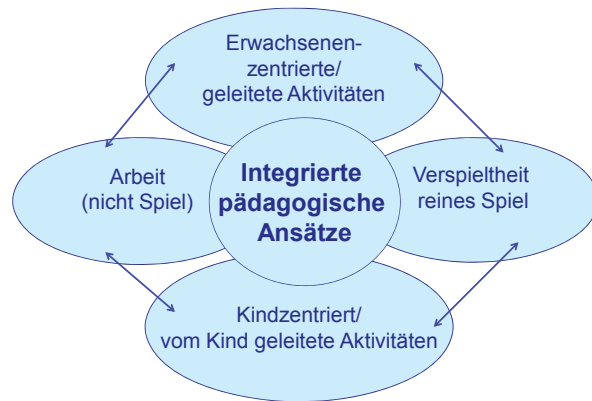 Erwachsenen-
zentrierte/
geleitete Aktivitäten
Arbeit
(nicht Spiel)
Integrierte
pädagogische
Ansätze
Verspieltheit
reines Spiel
Kindzentriert/
vom Kind geleitete Aktivitäten